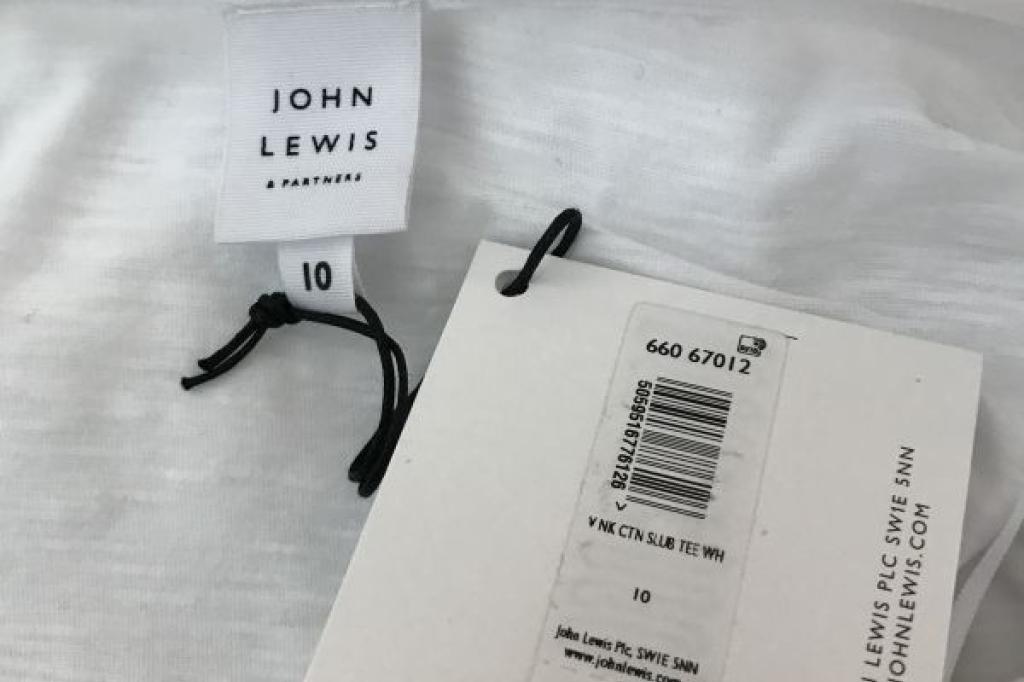 JOHN
LEWIS
& PARTNERS
10
660 67012
5059516776126
V NK CTN SLUB TEE WH
10
John Lewis Plc, SW1E 5NN
www.johnlewis.com
LEWIS PLC SW1E 5NN
JOHNLEWIS.COM